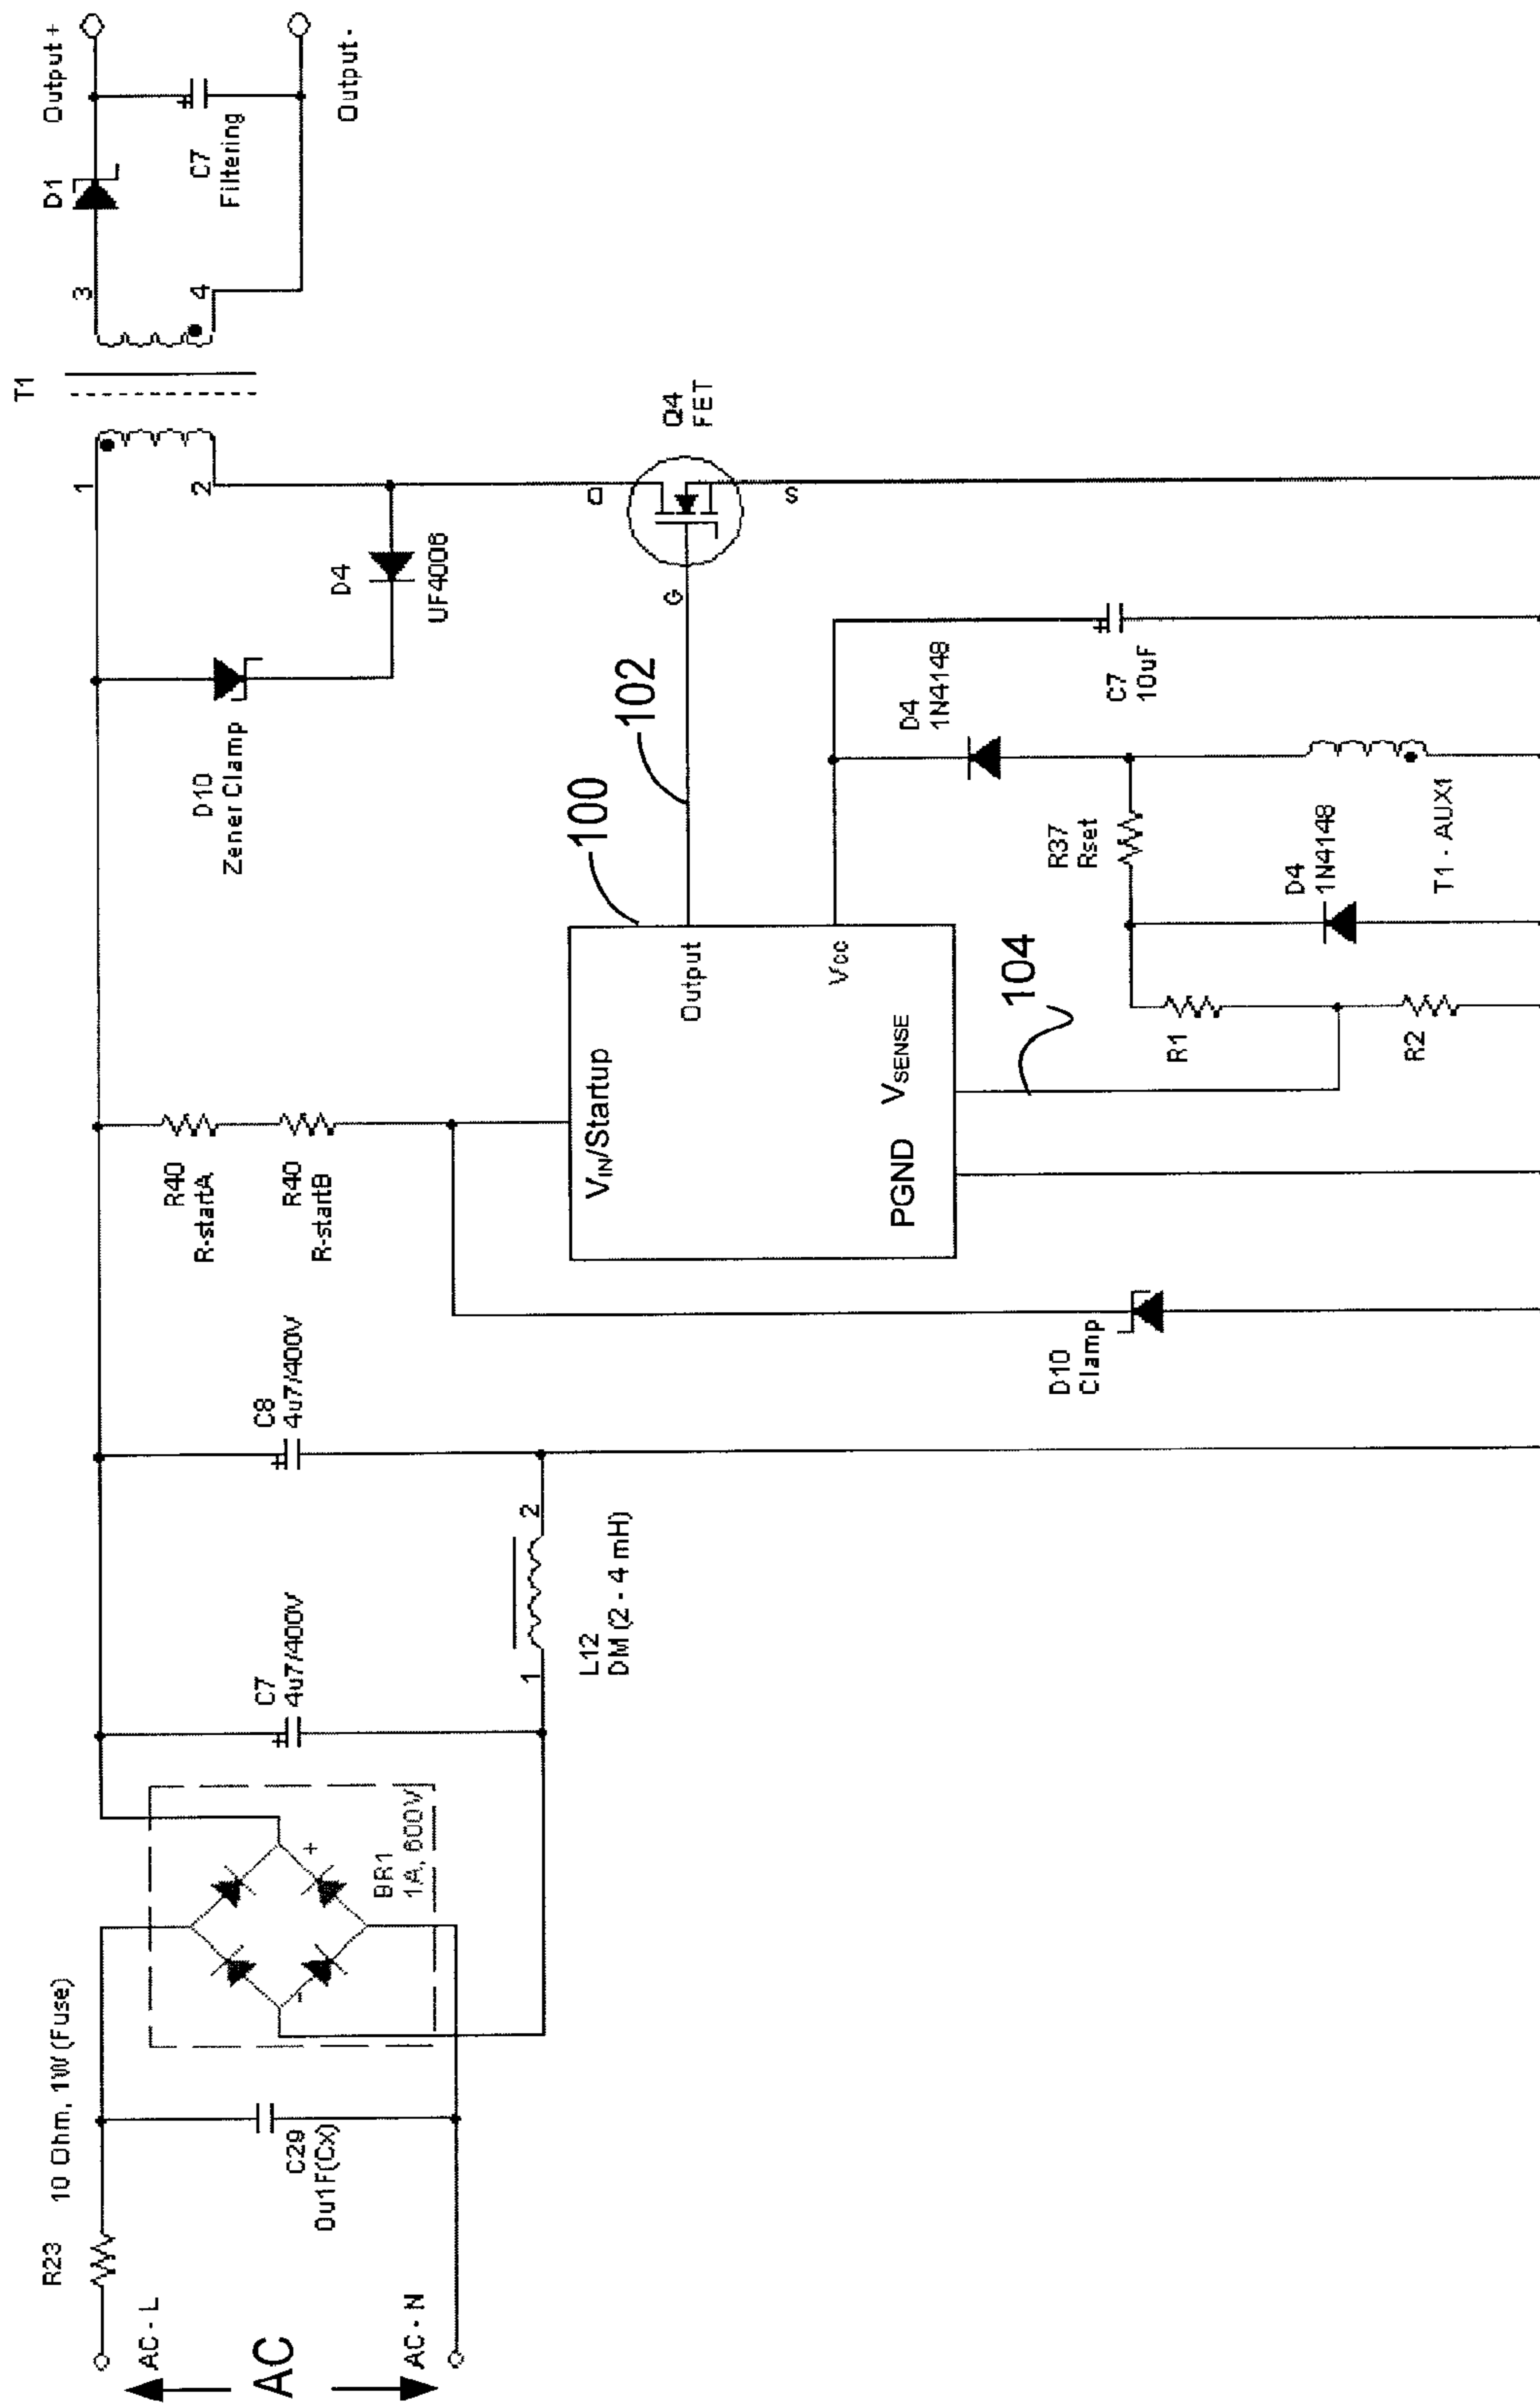 R23
10 Ohm, 1W (Fuse)
AC - L
AC
AC - N
C29
0u1F(Cx)
BR1
1A, 600V
+
-
C7
4u7/400V
L12
DM (2 - 4 mH)
1
2
C8
4u7/400V
R40
R-startA
R40
R-startB
D10
Clamp
VIN/Startup
Output
Vcc
PGND
VSENSE
100
102
104
D10
Zener Clamp
D4
UF4006
T1
1
2
3
4
D1
C7
Filtering
Output +
Output -
D
G
S
Q4
FET
D4
1N4148
C7
10uF
R37
Rset
R1
R2
D4
1N4148
T1 - AUX1